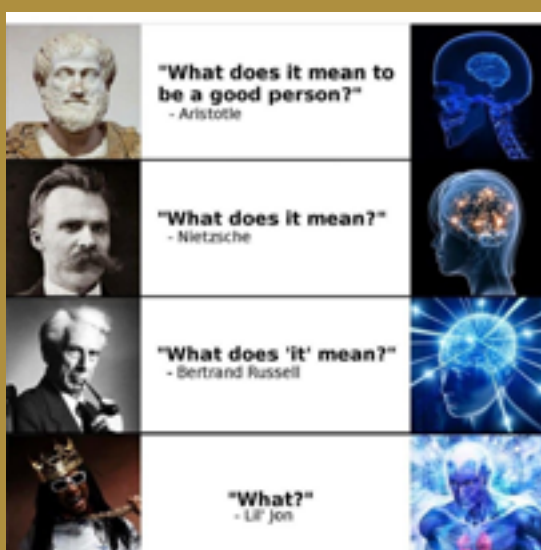 "What does it mean to
be a good person?"
- Aristotle
"What does it mean?"
- Nietzsche
"What does 'it' mean?"
- Bertrand Russell
"What?"
- Lil' Jon